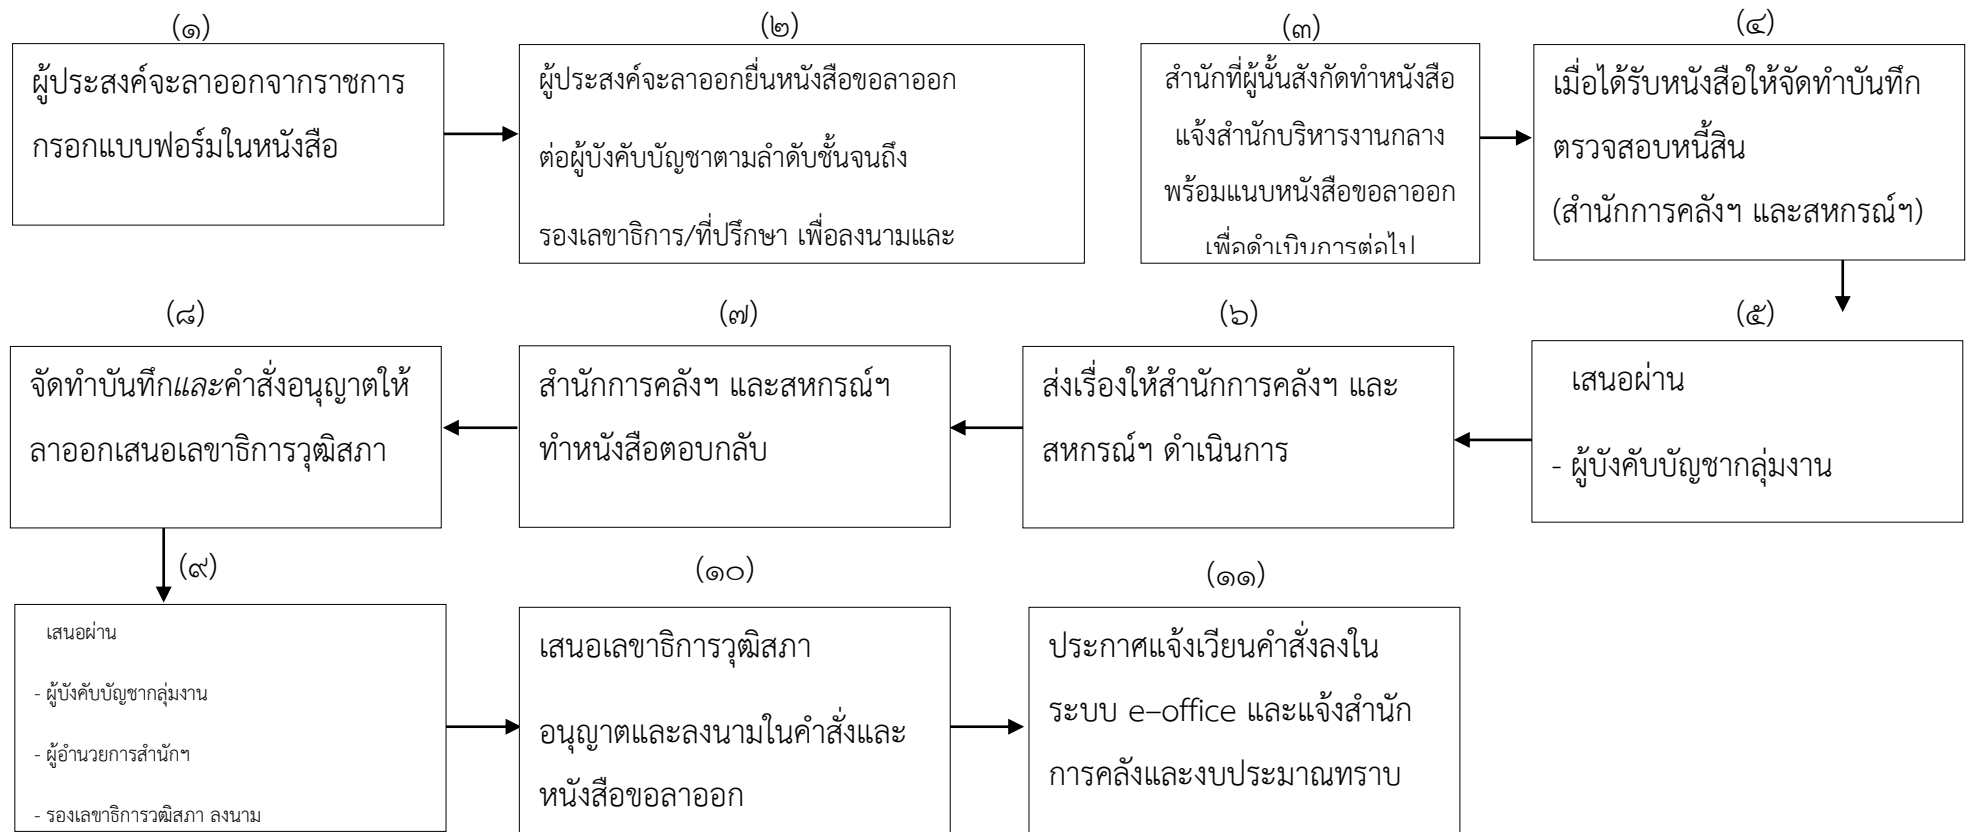 (๑)
ผู้ประสงค์จะลาออกจากราชการ
กรอกแบบฟอร์มในหนังสือ
(๒)
ผู้ประสงค์จะลาออกยื่นหนังสือขอลาออก
ต่อผู้บังคับบัญชาตามลำดับชั้นจนถึง
รองเลขาธิการ/ที่ปรึกษา เพื่อลงนามและ
(๓)
สำนักที่ผู้นั้นสังกัดทำหนังสือ
แจ้งสำนักบริหารงานกลาง
พร้อมแนบหนังสือขอลาออก
เพื่อดำเนินการต่อไป
(๔)
เมื่อได้รับหนังสือให้จัดทำบันทึก
ตรวจสอบหนี้สิน
(สำนักการคลังฯ และสหกรณ์ฯ)
(๕)
เสนอผ่าน
- ผู้บังคับบัญชากลุ่มงาน
(๖)
ส่งเรื่องให้สำนักการคลังฯ และ
สหกรณ์ฯ ดำเนินการ
(๗)
สำนักการคลังฯ และสหกรณ์ฯ
ทำหนังสือตอบกลับ
(๘)
จัดทำบันทึกและคำสั่งอนุญาตให้
ลาออกเสนอเลขาธิการวุฒิสภา
(๙)
เสนอผ่าน
- ผู้บังคับบัญชากลุ่มงาน
- ผู้อำนวยการสำนักฯ
- รองเลขาธิการวุฒิสภา ลงนาม
(๑๐)
เสนอเลขาธิการวุฒิสภา
อนุญาตและลงนามในคำสั่งและ
หนังสือขอลาออก
(๑๑)
ประกาศแจ้งเวียนคำสั่งลงใน
ระบบ e–office และแจ้งสำนัก
การคลังและงบประมาณทราบ